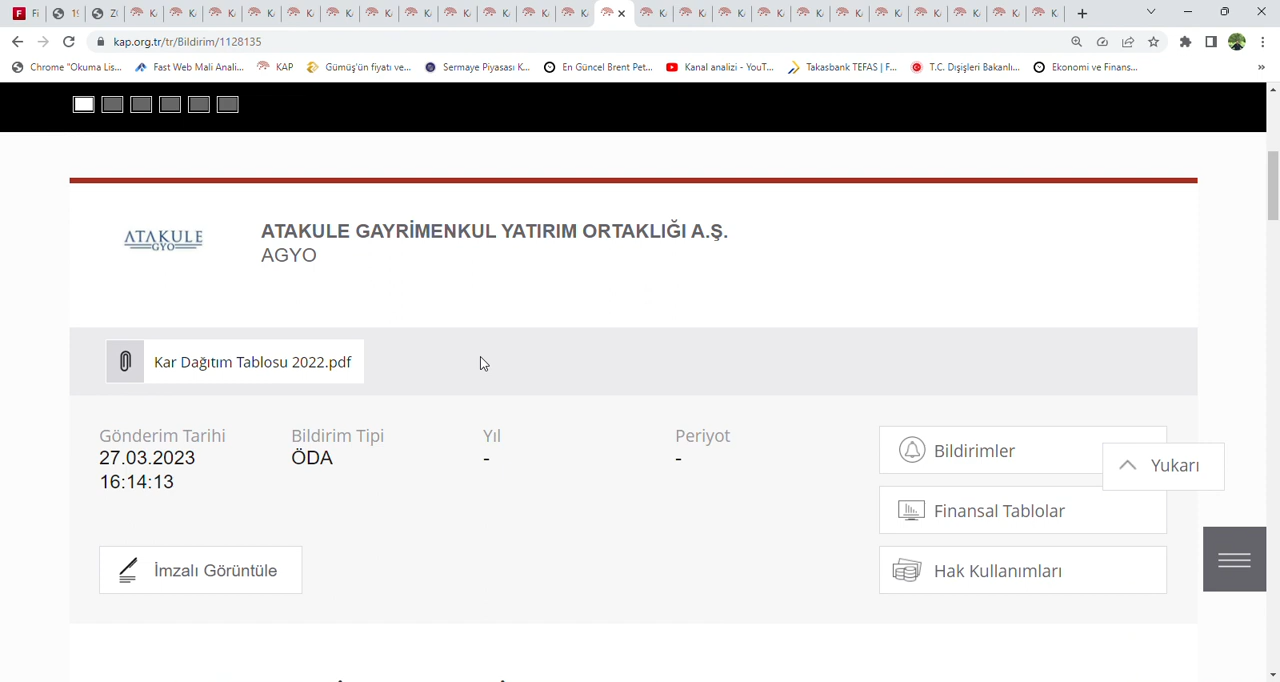 kap.org.tr/tr/Bildirim/1128135
Chrome "Okuma Lis... Fast Web Mali Anali... KAP Gümüş'ün fiyatı ve... Sermaye Piyasası K... En Güncel Brent Pet... Kanal analizi - YouT... Takasbank TEFAS | F... T.C. Dışişleri Bakanlı... Ekonomi ve Finans... »
ATAKULE
GYO
ATAKULE GAYRİMENKUL YATIRIM ORTAKLIĞI A.Ş.
AGYO
Kar Dağıtım Tablosu 2022.pdf
Gönderim Tarihi Bildirim Tipi Yıl Periyot
27.03.2023 ÖDA - -
16:14:13
Bildirimler
Yukarı
Finansal Tablolar
İmzalı Görüntüle
Hak Kullanımları